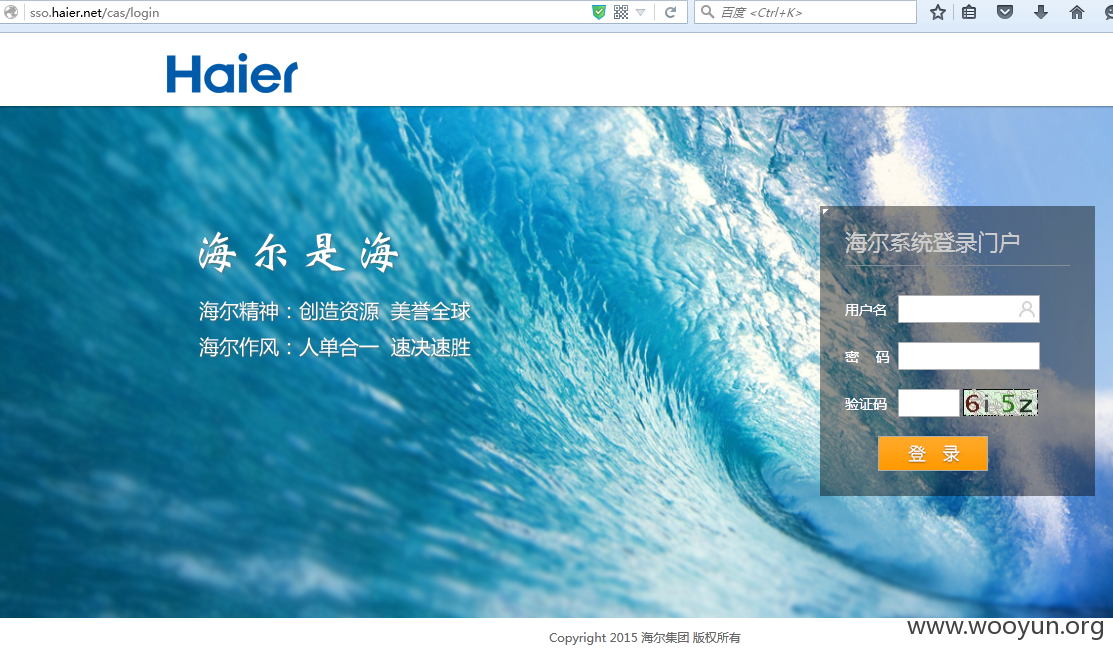 sso.haier.net/cas/login
百度 <Ctrl+K>
Haier
海尔是海
海尔精神：创造资源 美誉全球
海尔作风：人单合一 速决速胜
海尔系统登录门户
用户名
密 码
验证码
6i5z
登 录
www.wooyun.org
Copyright 2015 海尔集团 版权所有